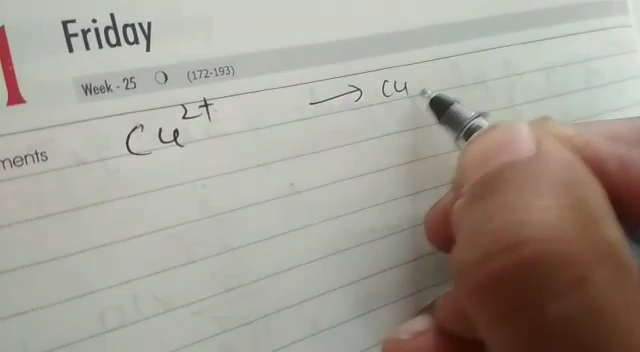 Friday
Week - 25 (172-193)
Cu²⁺ → Cu
ments